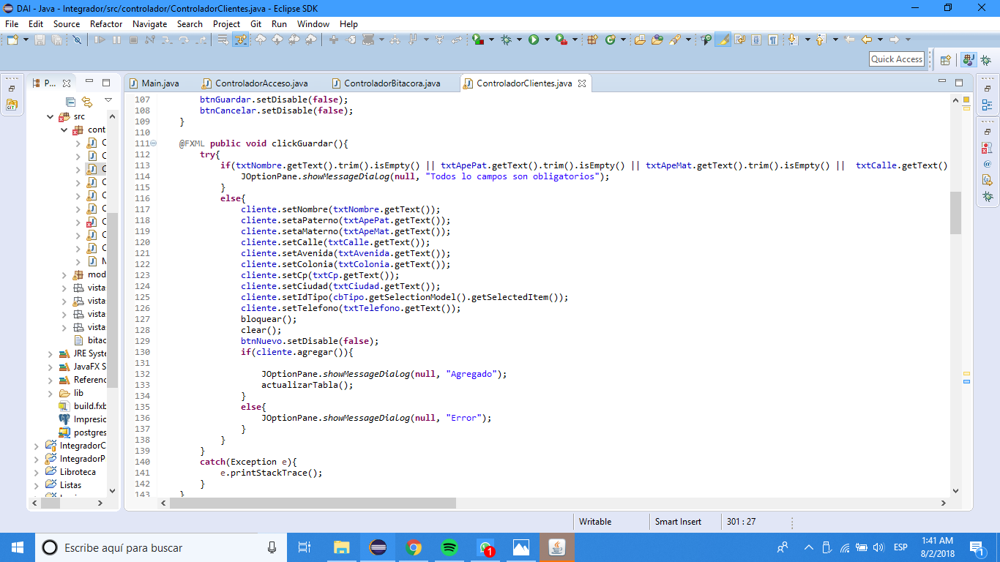 DAI - Java - Integrador/src/controlador/ControladorClientes.java - Eclipse SDK
File Edit Source Refactor Navigate Search Project Git Run Window Help
Quick Access
P...
Main.java ControladorAcceso.java ControladorBitacora.java ControladorClientes.java
src
cont
C
C
C
C
C
C
C
C
C
M
mod
vista
vista
vista
vista
bitac
JRE Syste
JavaFX S
Referenc
lib
build.fxb
Impresic
postgres
IntegradorC
IntegradorP
Libroteca
Listas
107 btnGuardar.setDisable(false);
108 btnCancelar.setDisable(false);
109 }
110
111 @FXML public void clickGuardar(){
112 try{
113 if(txtNombre.getText().trim().isEmpty() || txtApePat.getText().trim().isEmpty() || txtApeMat.getText().trim().isEmpty() || txtCalle.getText()
114 JOptionPane.showMessageDialog(null, "Todos lo campos son obligatorios");
115 }
116 else{
117 cliente.setNombre(txtNombre.getText());
118 cliente.setaPaterno(txtApePat.getText());
119 cliente.setaMaterno(txtApeMat.getText());
120 cliente.setCalle(txtCalle.getText());
121 cliente.setAvenida(txtAvenida.getText());
122 cliente.setColonia(txtColonia.getText());
123 cliente.setCp(txtCp.getText());
124 cliente.setCiudad(txtCiudad.getText());
125 cliente.setIdTipo(cbTipo.getSelectionModel().getSelectedItem());
126 cliente.setTelefono(txtTelefono.getText());
127 bloquear();
128 clear();
129 btnNuevo.setDisable(false);
130 if(cliente.agregar()){
131
132 JOptionPane.showMessageDialog(null, "Agregado");
133 actualizarTabla();
134 }
135 else{
136 JOptionPane.showMessageDialog(null, "Error");
137 }
138 }
139 }
140 catch(Exception e){
141 e.printStackTrace();
142 }
143 }
Writable Smart Insert 301 : 27
Escribe aquí para buscar
1
ESP
1:41 AM
8/2/2018
1